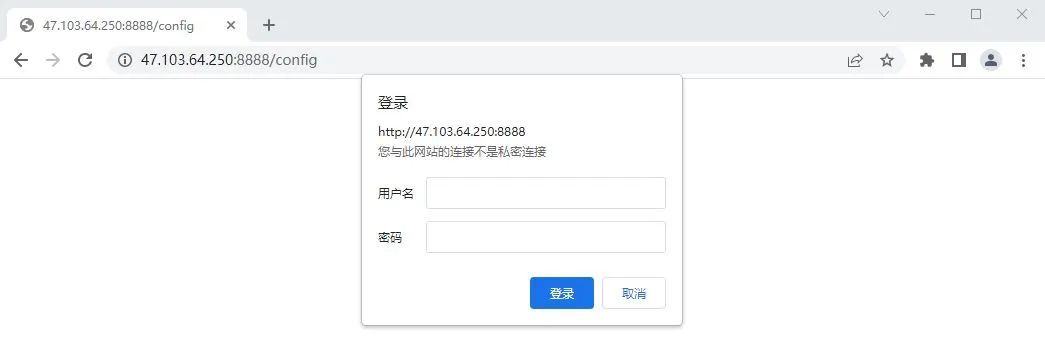 47.103.64.250:8888/config
47.103.64.250:8888/config
登录
http://47.103.64.250:8888
您与此网站的连接不是私密连接
用户名
密码
登录
取消